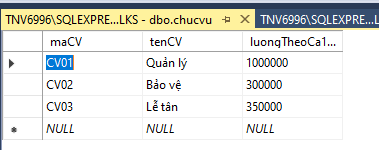 TNV6996\SQLEXPRE...LKS - dbo.chucvu TNV6996\SQLEXPRE...LK
maCV tenCV luongTheoCa1...
CV01 Quản lý 1000000
CV02 Bảo vệ 300000
CV03 Lễ tân 350000
NULL NULL NULL